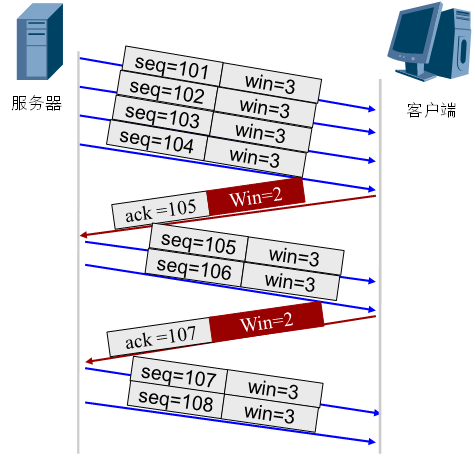 服务器
客户端
seq=101 win=3
seq=102 win=3
seq=103 win=3
seq=104 win=3
ack =105 Win=2
seq=105 win=3
seq=106 win=3
ack =107 Win=2
seq=107 win=3
seq=108 win=3